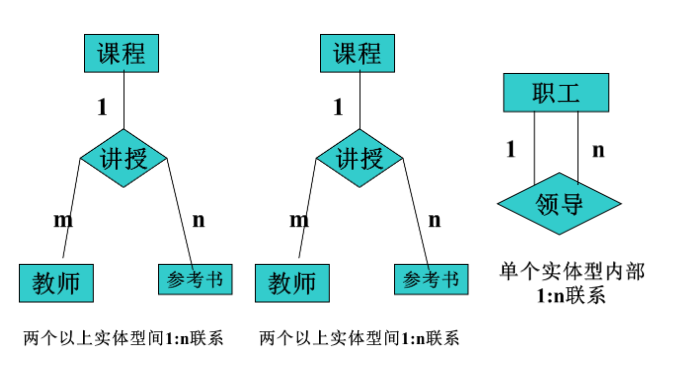 课程
1
讲授
m
n
教师
参考书
两个以上实体型间1:n联系
课程
1
讲授
m
n
教师
参考书
两个以上实体型间1:n联系
职工
1
n
领导
单个实体型内部
1:n联系